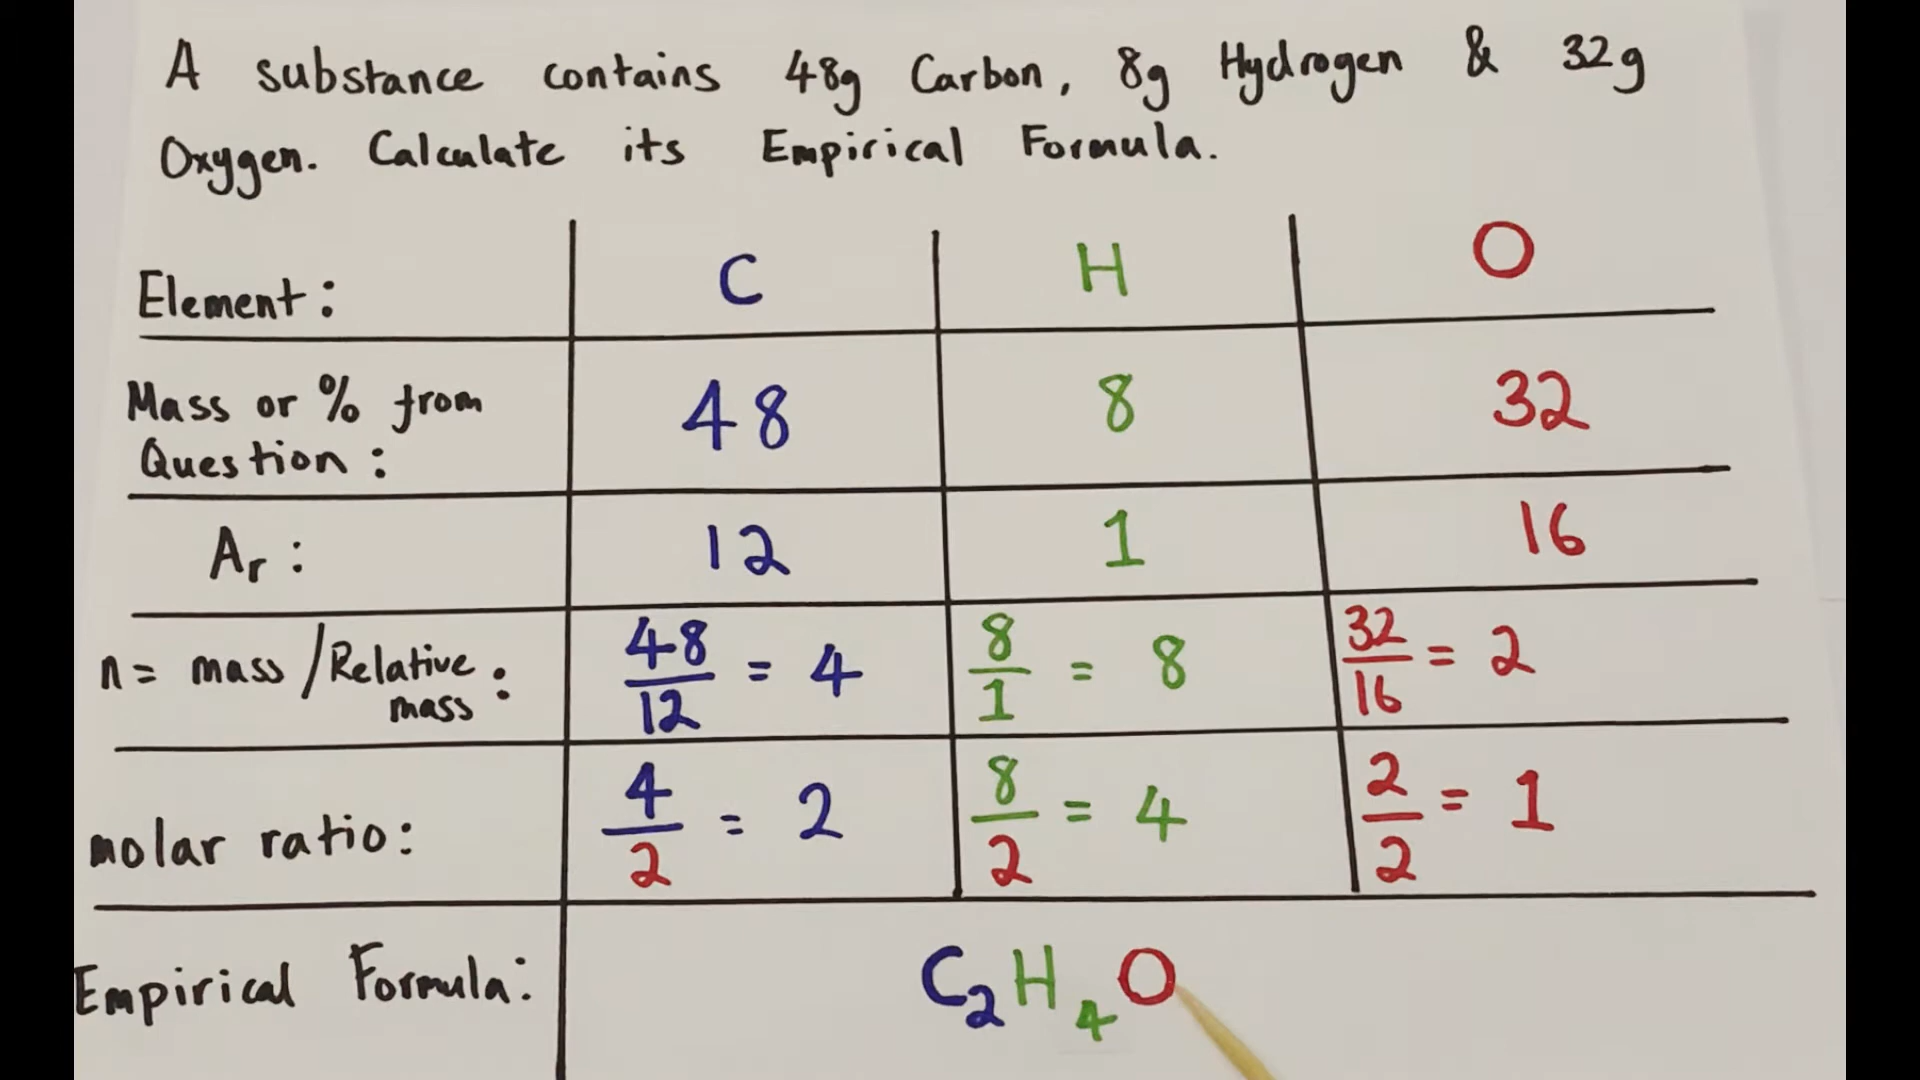 A substance contains 48g Carbon, 8g Hydrogen & 32g
Oxygen. Calculate its Empirical Formula.
Element: C H O
Mass or % from
Question: 48 8 32
Ar: 12 1 16
n = mass/Relative
mass: 48/12 = 4 8/1 = 8 32/16 = 2
molar ratio: 4/2 = 2 8/2 = 4 2/2 = 1
Empirical Formula: C₂H₄O